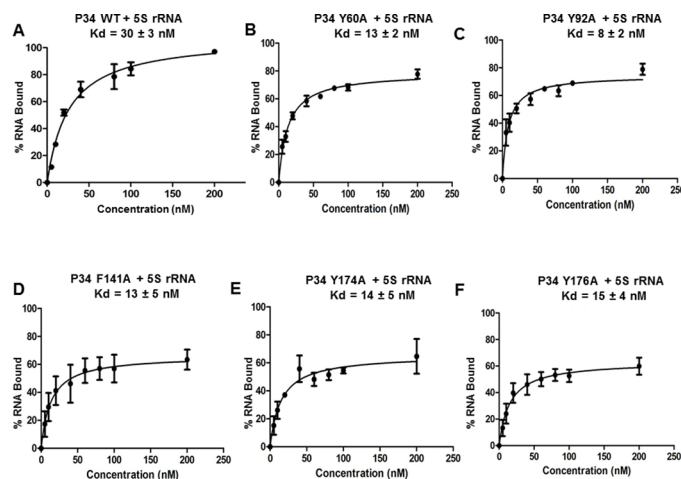 A
P34 WT + 5S rRNA
Kd = 30 ± 3 nM
% RNA Bound
100
80
60
40
20
0
0 50 100 150 200
Concentration (nM)
B
P34 Y60A + 5S rRNA
Kd = 13 ± 2 nM
% RNA Bound
100
80
60
40
20
0
0 50 100 150 200 250
Concentration (nM)
C
P34 Y92A + 5S rRNA
Kd = 8 ± 2 nM
% RNA Bound
100
80
60
40
20
0
0 50 100 150 200 250
Concentration (nM)
D
P34 F141A + 5S rRNA
Kd = 13 ± 5 nM
% RNA Bound
100
80
60
40
20
0
0 50 100 150 200 250
Concentration (nM)
E
P34 Y174A + 5S rRNA
Kd = 14 ± 5 nM
% RNA Bound
100
80
60
40
20
0
0 50 100 150 200 250
Concentration (nM)
F
P34 Y176A + 5S rRNA
Kd = 15 ± 4 nM
% RNA Bound
100
80
60
40
20
0
0 50 100 150 200 250
Concentration (nM)